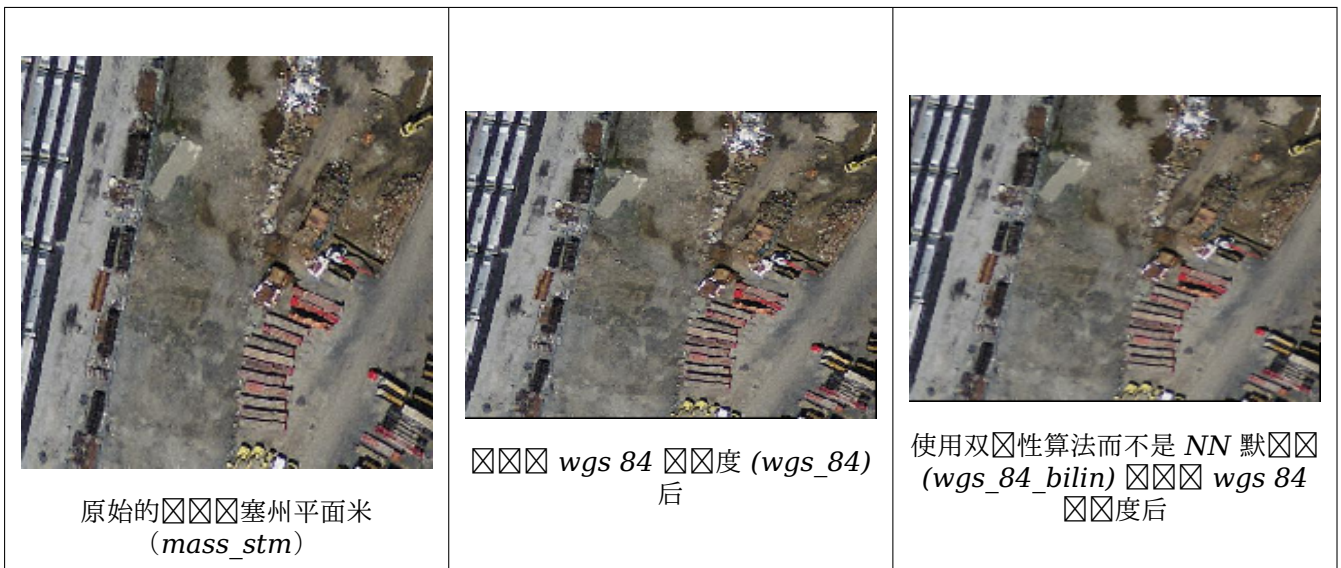 原始的☒☒☒塞州平面米
（mass_stm）
☒☒☒ wgs 84 ☒☒度 (wgs_84)
后
使用双☒性算法而不是 NN 默☒☒
(wgs_84_bilin) ☒☒☒ wgs 84
☒☒度后